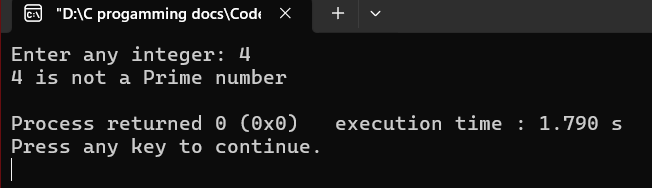 "D:\C progamming docs\Code
Enter any integer: 4
4 is not a Prime number
Process returned 0 (0x0)   execution time : 1.790 s
Press any key to continue.